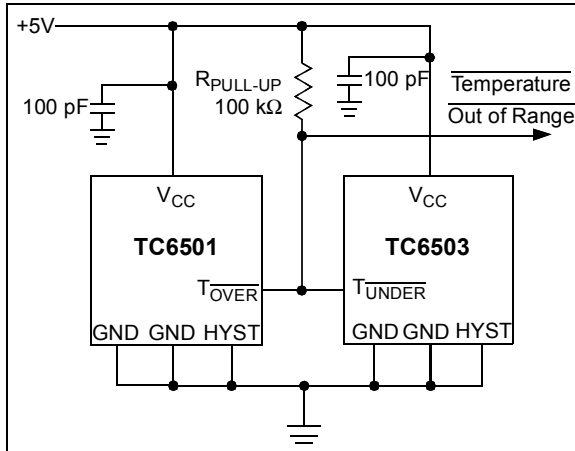 +5V
100 pF
R_PULL-UP
100 kΩ
100 pF
Temperature
Out of Range
V_CC
TC6501
T_OVER
GND GND HYST
V_CC
TC6503
T_UNDER
GND GND HYST